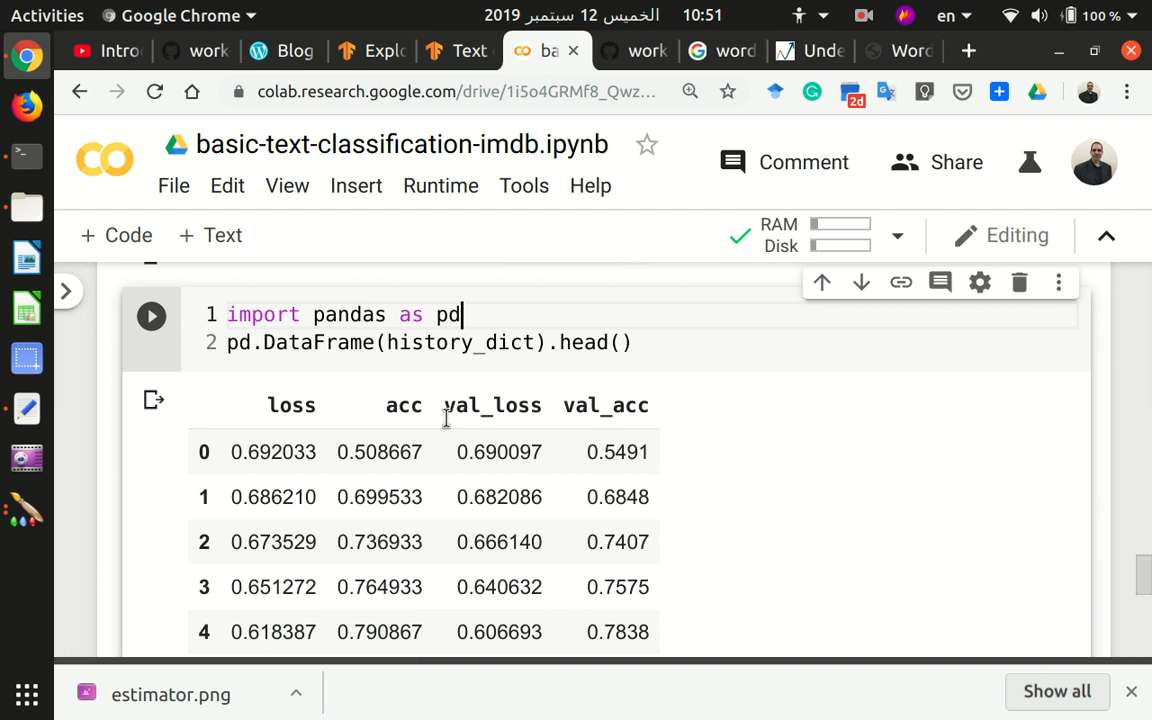 Activities Google Chrome 2019 الخميس 12 سبتمبر 10:51 en 100 %
Intro work Blog Explo Text ba work word Unde Word
colab.research.google.com/drive/1i5o4GRMf8_Qwz... 2d
basic-text-classification-imdb.ipynb
Comment Share
File Edit View Insert Runtime Tools Help
+ Code + Text RAM Disk Editing
1 import pandas as pd
2 pd.DataFrame(history_dict).head()
loss acc val_loss val_acc
0 0.692033 0.508667 0.690097 0.5491
1 0.686210 0.699533 0.682086 0.6848
2 0.673529 0.736933 0.666140 0.7407
3 0.651272 0.764933 0.640632 0.7575
4 0.618387 0.790867 0.606693 0.7838
estimator.png Show all